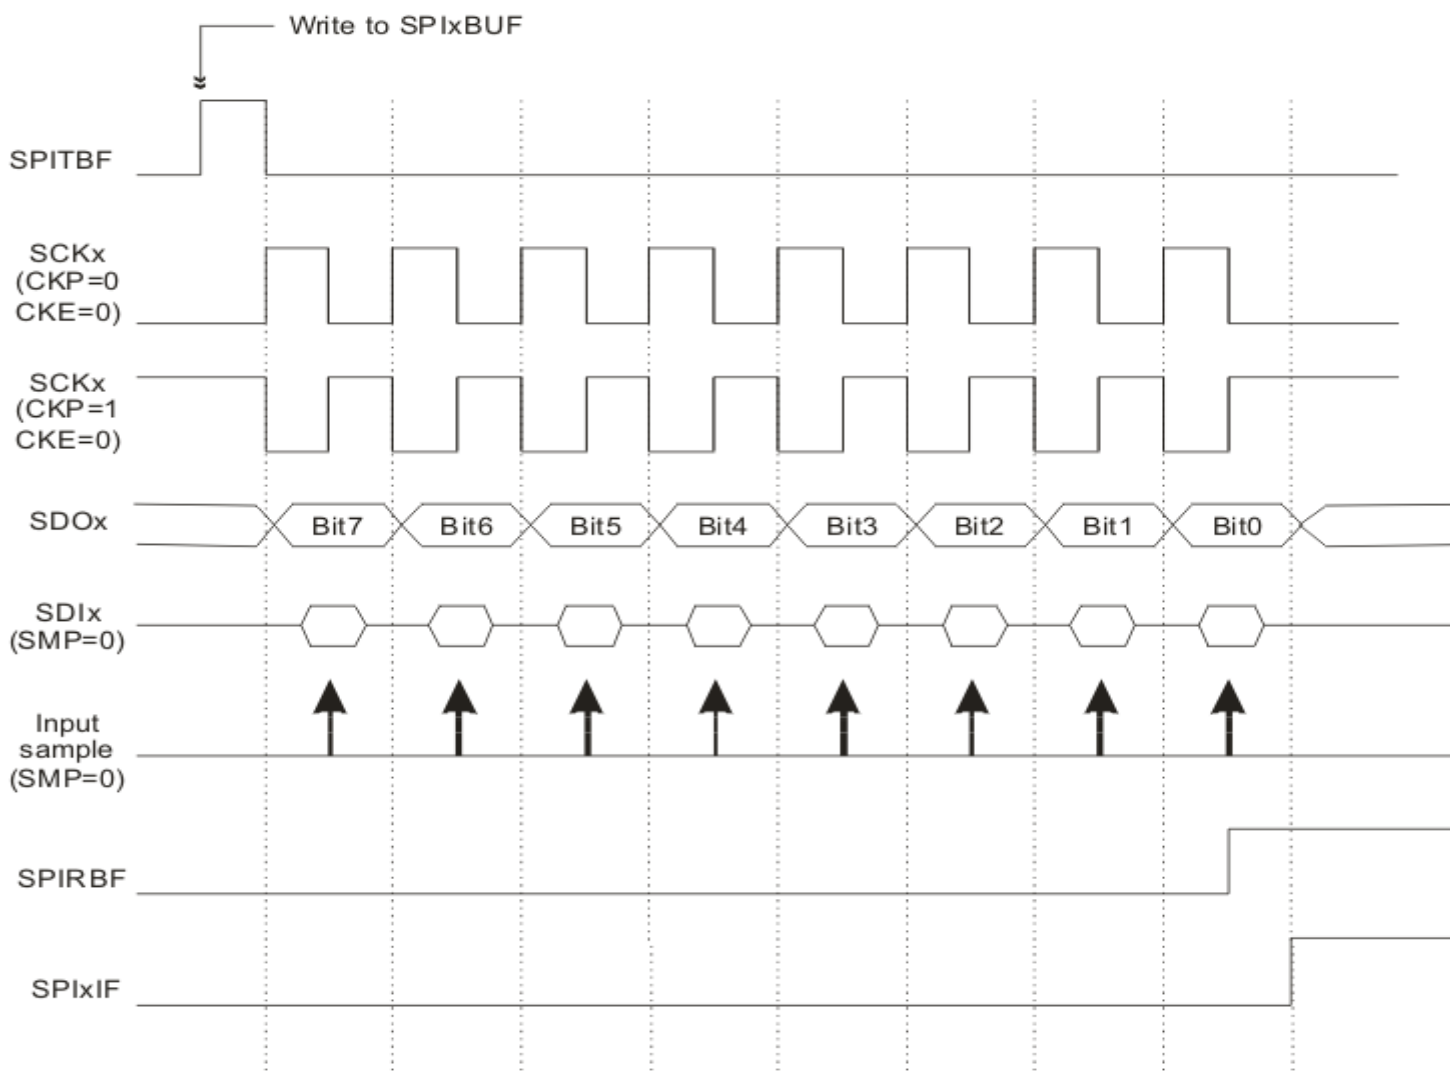 Write to SPIxBUF
SPITBF
SCKx
(CKP=0
CKE=0)
SCKx
(CKP=1
CKE=0)
SDOx
Bit7 Bit6 Bit5 Bit4 Bit3 Bit2 Bit1 Bit0
SDIx
(SMP=0)
Input
sample
(SMP=0)
SPIRBF
SPIxIF